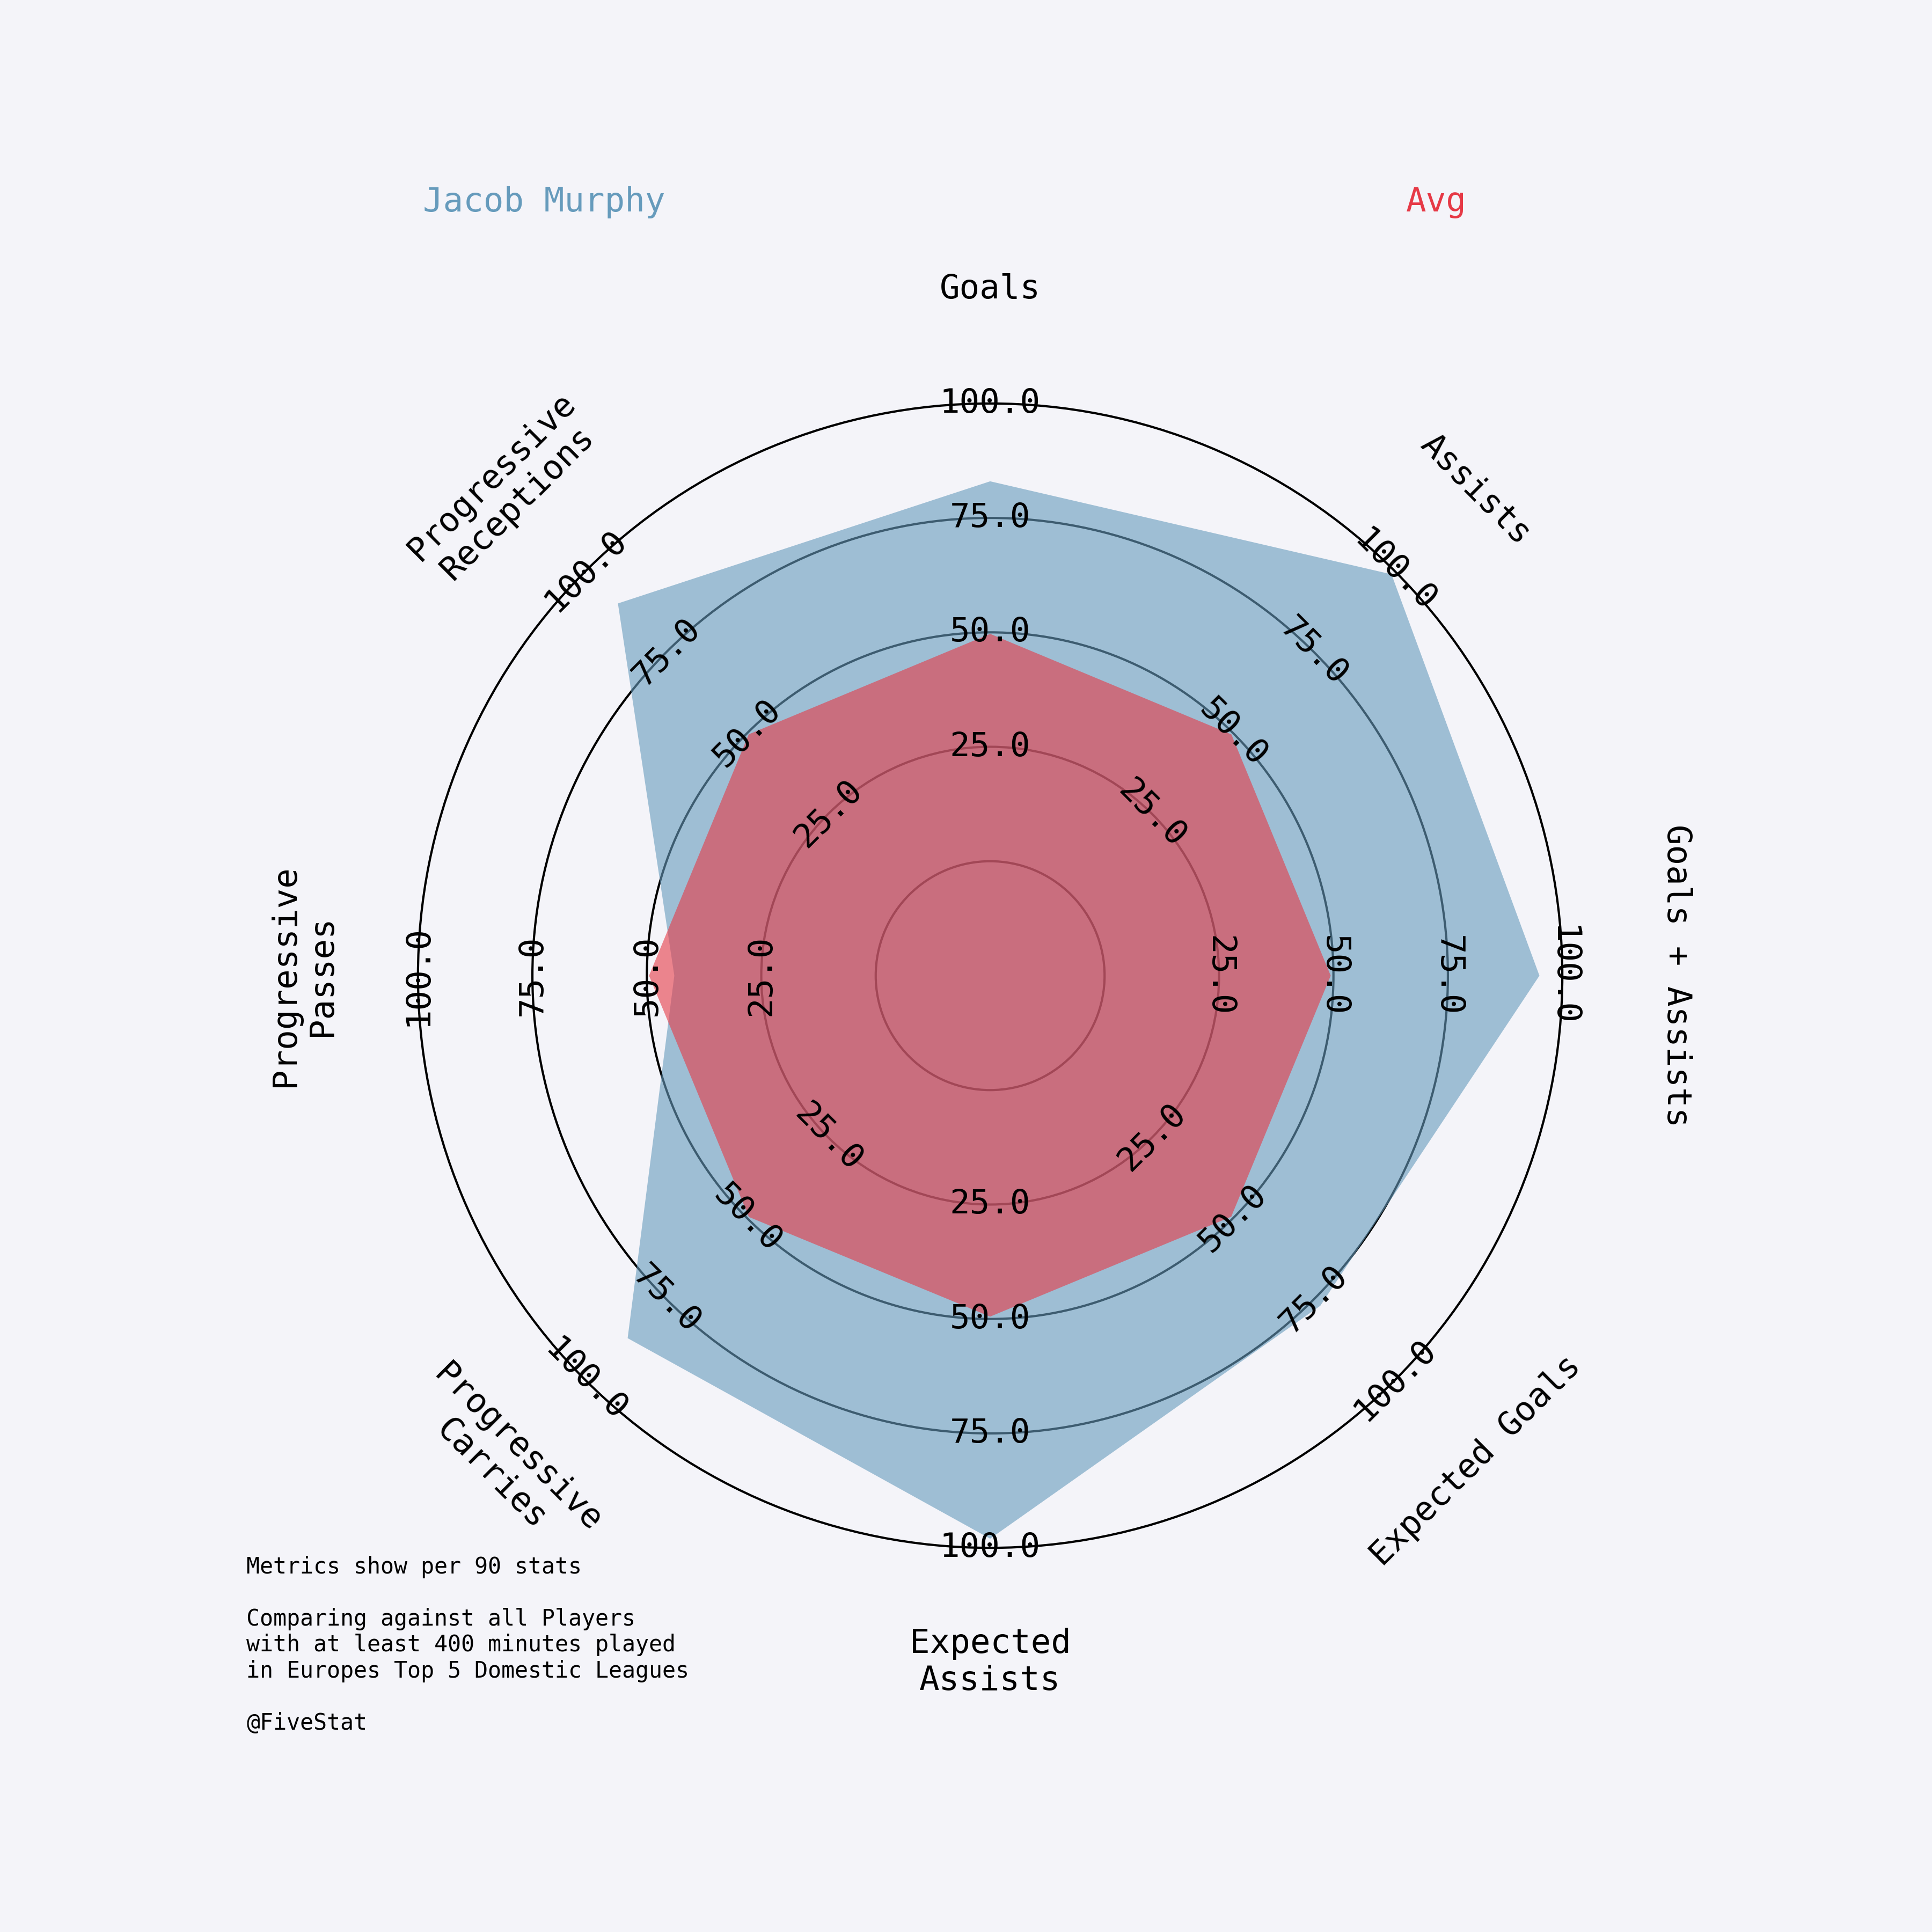 Jacob Murphy
Avg
Goals
Assists
Goals + Assists
Expected Goals
Expected
Assists
Progressive
Carries
Progressive
Passes
Progressive
Receptions
25.0
50.0
75.0
100.0
25.0
50.0
75.0
100.0
25.0
50.0
75.0
100.0
25.0
50.0
75.0
100.0
25.0
50.0
75.0
100.0
25.0
50.0
75.0
100.0
25.0
50.0
75.0
100.0
25.0
50.0
75.0
100.0
Metrics show per 90 stats
Comparing against all Players
with at least 400 minutes played
in Europes Top 5 Domestic Leagues
@FiveStat